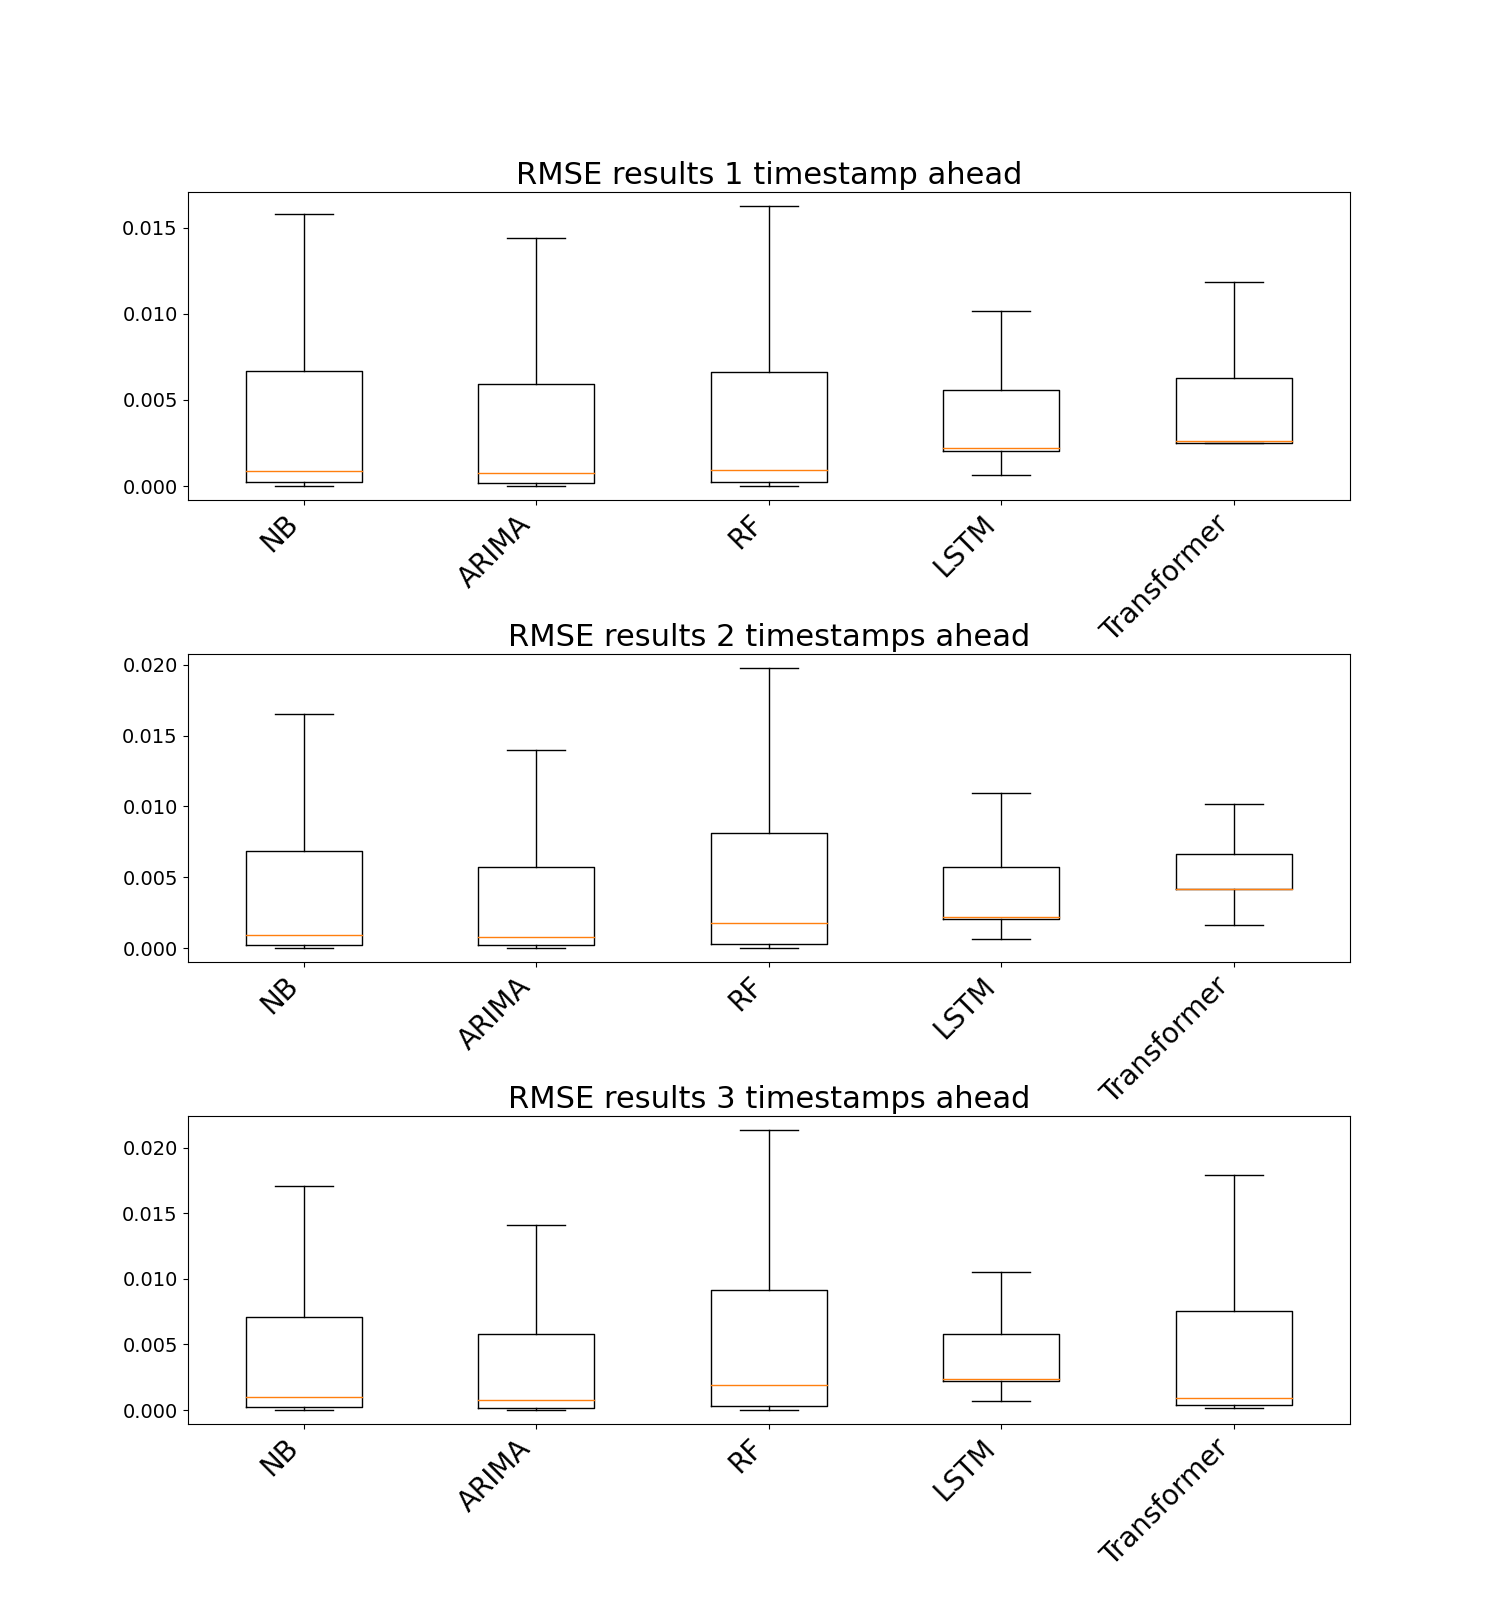 RMSE results 1 timestamp ahead
0.015
0.010
0.005
0.000
NB
ARIMA
RF
LSTM
Transformer
RMSE results 2 timestamps ahead
0.020
0.015
0.010
0.005
0.000
NB
ARIMA
RF
LSTM
Transformer
RMSE results 3 timestamps ahead
0.020
0.015
0.010
0.005
0.000
NB
ARIMA
RF
LSTM
Transformer